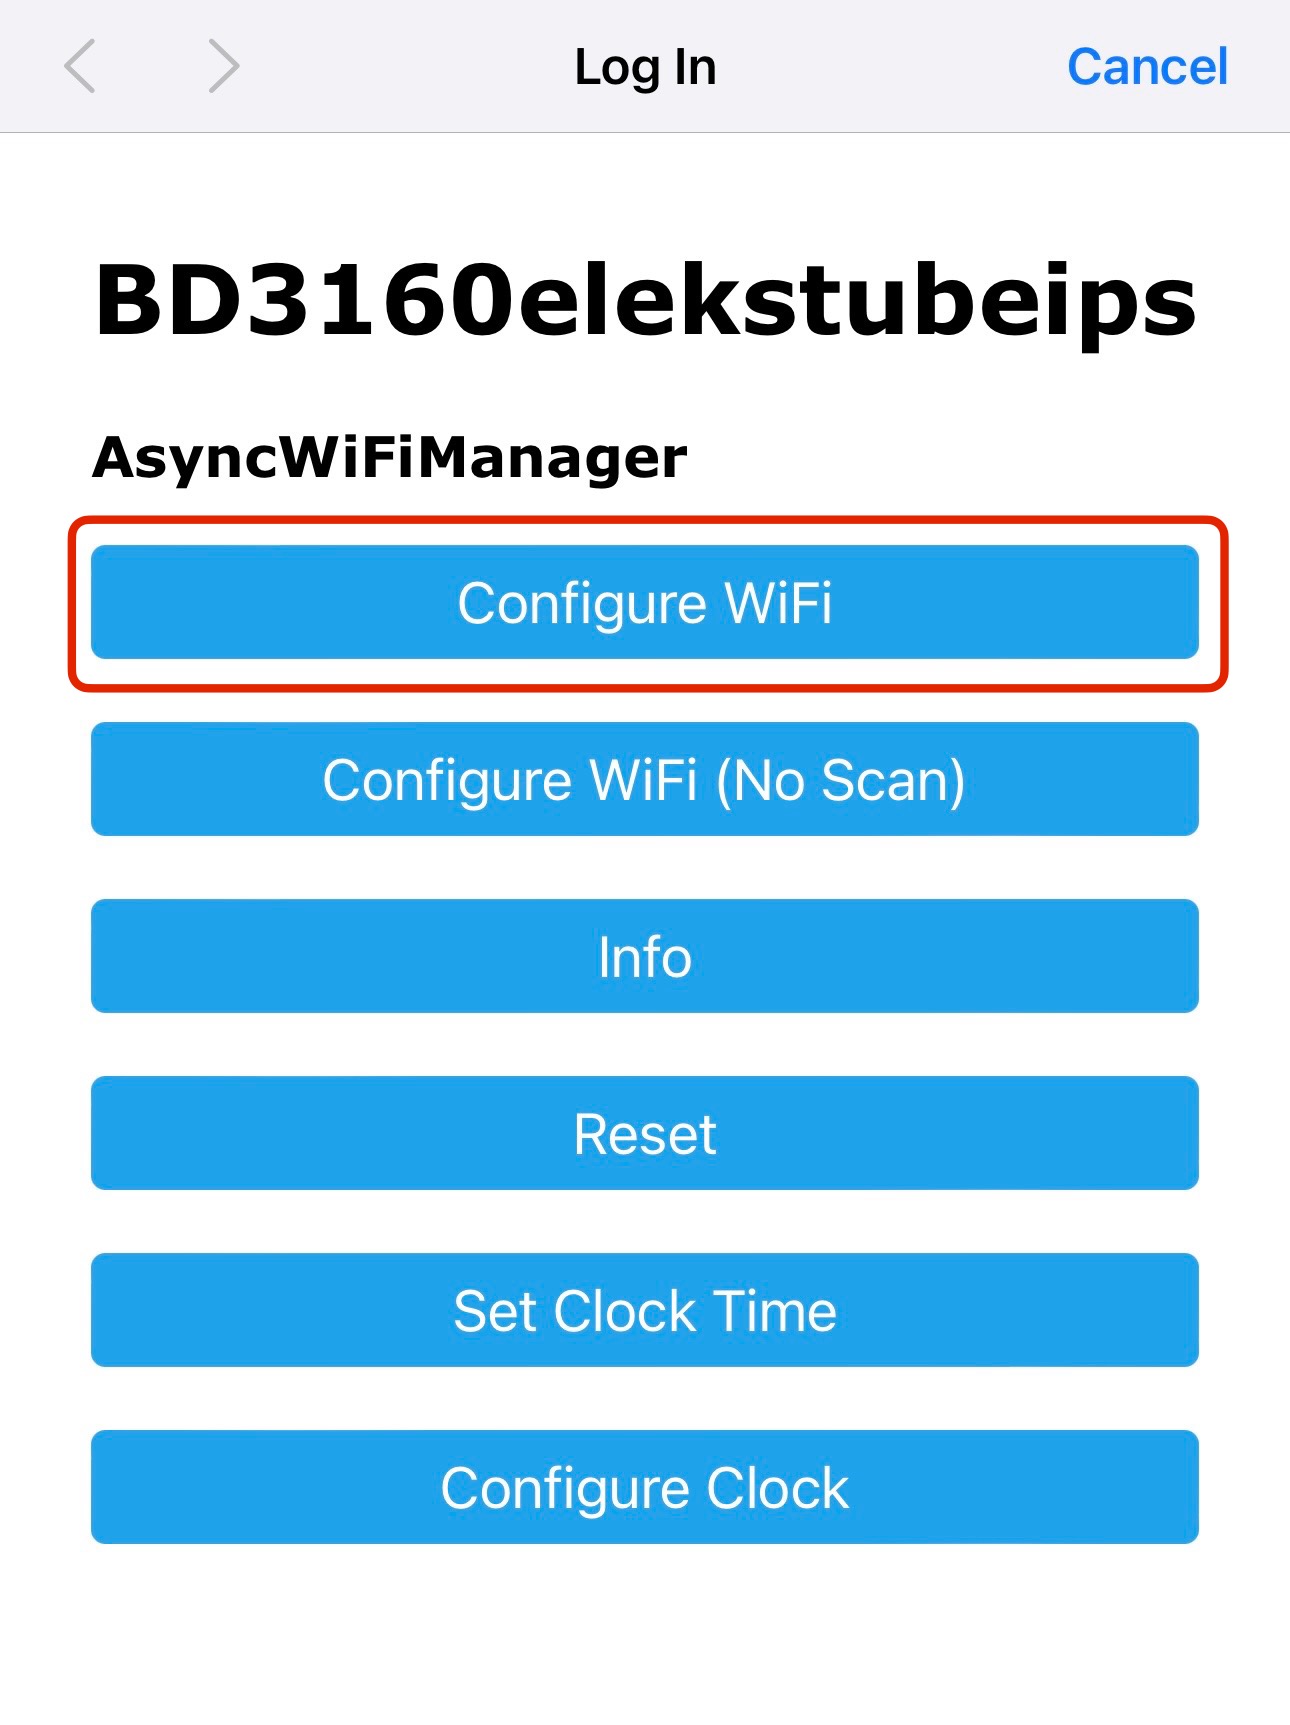 Log In
Cancel
BD3160elekstubeips
AsyncWiFiManager
Configure WiFi
Configure WiFi (No Scan)
Info
Reset
Set Clock Time
Configure Clock